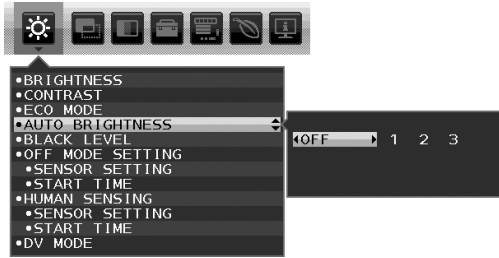 •BRIGHTNESS
•CONTRAST
•ECO MODE
•AUTO BRIGHTNESS
OFF 1 2 3
•BLACK LEVEL
•OFF MODE SETTING
•SENSOR SETTING
•START TIME
•HUMAN SENSING
•SENSOR SETTING
•START TIME
•DV MODE